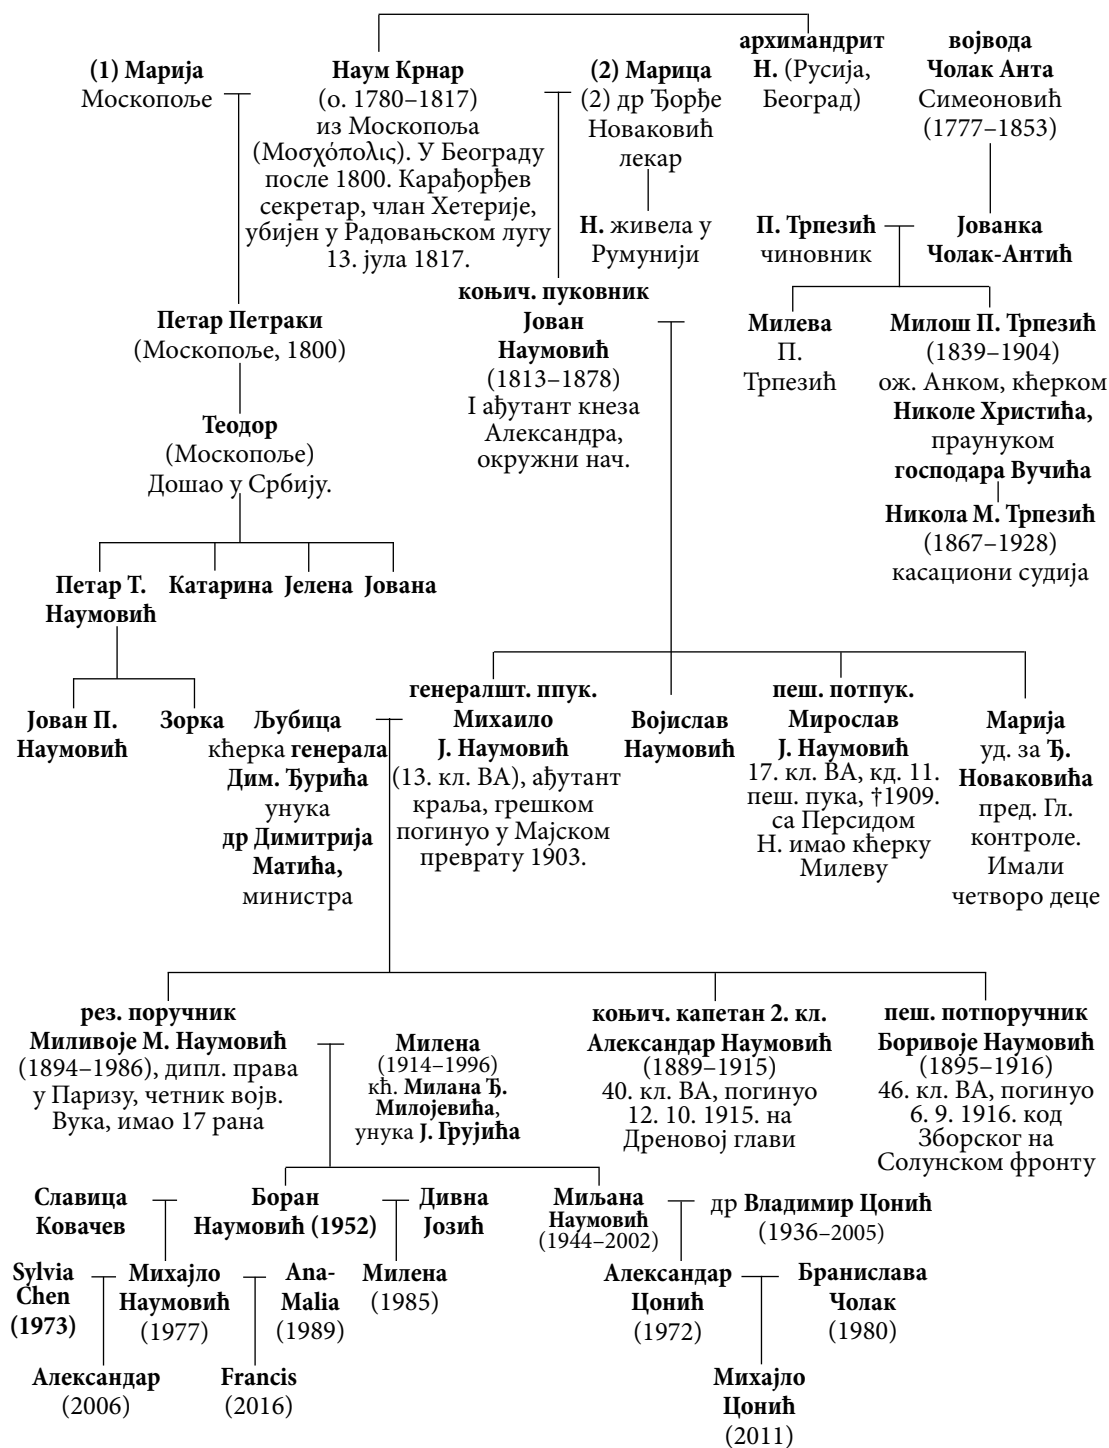 (1) Марија
Москопоље
Наум Крнар
(о. 1780–1817)
из Москопоља
(Μοσχόπολις). У Београду
после 1800. Карађорђев
секретар, члан Хетерије,
убијен у Радовањском лугу
13. јула 1817.
(2) Марица
(2) др Ђорђе
Новаковић
лекар
Н. живела у
Румунији
архимандрит
Н. (Русија,
Београд)
војвода
Чолак Анта
Симеоновић
(1777–1853)
П. Трпезић
чиновник
Јованка
Чолак-Антић
Петар Петраки
(Москопоље, 1800)
коњич. пуковник
Јован
Наумовић
(1813–1878)
I ађутант кнеза
Александра,
окружни нач.
Милева
П.
Трпезић
Милош П. Трпезић
(1839–1904)
ож. Анком, кћерком
Николе Христића,
праунуком
господара Вучића
Никола М. Трпезић
(1867–1928)
касациони судија
Теодор
(Москопоље)
Дошао у Србију.
Петар Т.
Наумовић
Катарина
Јелена
Јована
Јован П.
Наумовић
Зорка
Љубица
кћерка генерала
Дим. Ђурића
унука
др Димитрија
Матића,
министра
генералшт. ппук.
Михаило
Ј. Наумовић
(13. кл. ВА), ађутант
краља, грешком
погинуо у Мајском
преврату 1903.
Војислав
Наумовић
пеш. потпук.
Мирослав
Ј. Наумовић
17. кл. ВА, кд. 11.
пеш. пука, †1909.
са Персидом
Н. имао кћерку
Милеву
Марија
уд. за Ђ.
Новаковића
пред. Гл.
контроле.
Имали
четворо деце
рез. поручник
Миливоје М. Наумовић
(1894–1986), дипл. права
у Паризу, четник војв.
Вука, имао 17 рана
Милена
(1914–1996)
кћ. Милана Ђ.
Милојевића,
унука Ј. Грујића
коњич. капетан 2. кл.
Александар Наумовић
(1889–1915)
40. кл. ВА, погинуо
12. 10. 1915. на
Дреновој глави
пеш. потпоручник
Боривоје Наумовић
(1895–1916)
46. кл. ВА, погинуо
6. 9. 1916. код
Зборског на
Солунском фронту
Славица
Ковачев
Боран
Наумовић (1952)
Дивна
Јозић
Миљана
Наумовић
(1944–2002)
др Владимир Цонић
(1936–2005)
Sylvia
Chen
(1973)
Михајло
Наумовић
(1977)
Ana-
Malia
(1989)
Милена
(1985)
Александар
Цонић
(1972)
Бранислава
Чолак
(1980)
Александар
(2006)
Francis
(2016)
Михајло
Цонић
(2011)